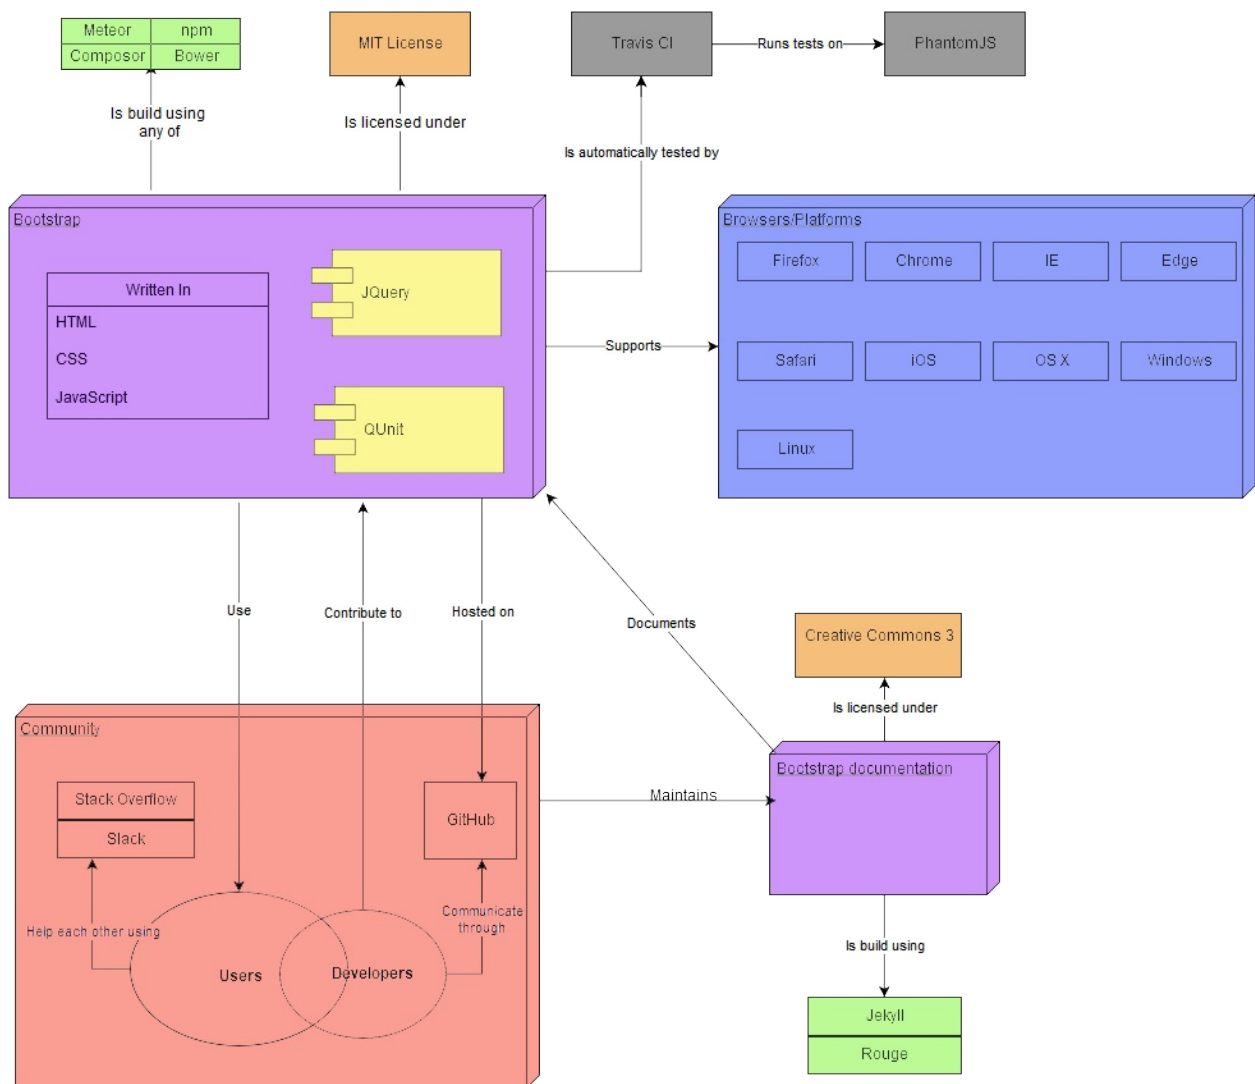 Meteor npm
Composor Bower
MIT License
Travis CI
Runs tests on
PhantomJS
Is build using
any of
Is licensed under
Is automatically tested by
Bootstrap
Written In
HTML
CSS
JavaScript
JQuery
QUnit
Supports
Browsers/Platforms
Firefox
Chrome
IE
Edge
Safari
iOS
OS X
Windows
Linux
Use
Contribute to
Hosted on
Documents
Creative Commons 3
Is licensed under
Community
Stack Overflow
Slack
GitHub
Maintains
Bootstrap documentation
Help each other using
Communicate
through
Users
Developers
Is build using
Jekyll
Rouge